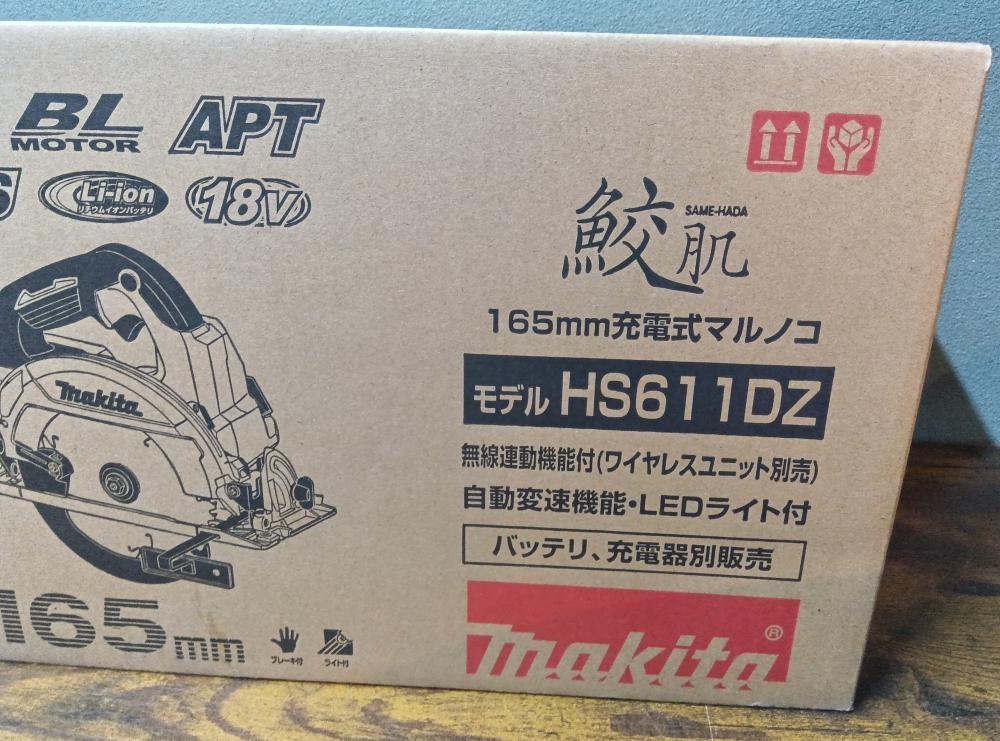 BL
MOTOR
APT
Li-ion
リチウムイオンバッテリ
18V
makita
165mm
ブレーキ付
ライト付
鮫肌
SAME-HADA
165mm充電式マルノコ
モデル HS611DZ
無線連動機能付(ワイヤレスユニット別売)
自動変速機能・LEDライト付
バッテリ、充電器別販売
makita®